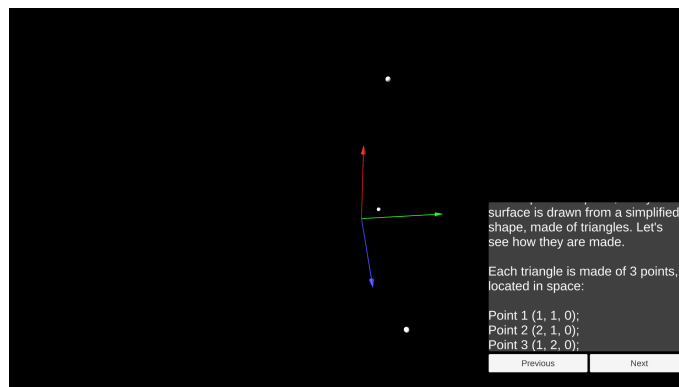 surface is drawn from a simplified
shape, made of triangles. Let's
see how they are made.
Each triangle is made of 3 points,
located in space:
Point 1 (1, 1, 0);
Point 2 (2, 1, 0);
Point 3 (1, 2, 0);
Previous
Next